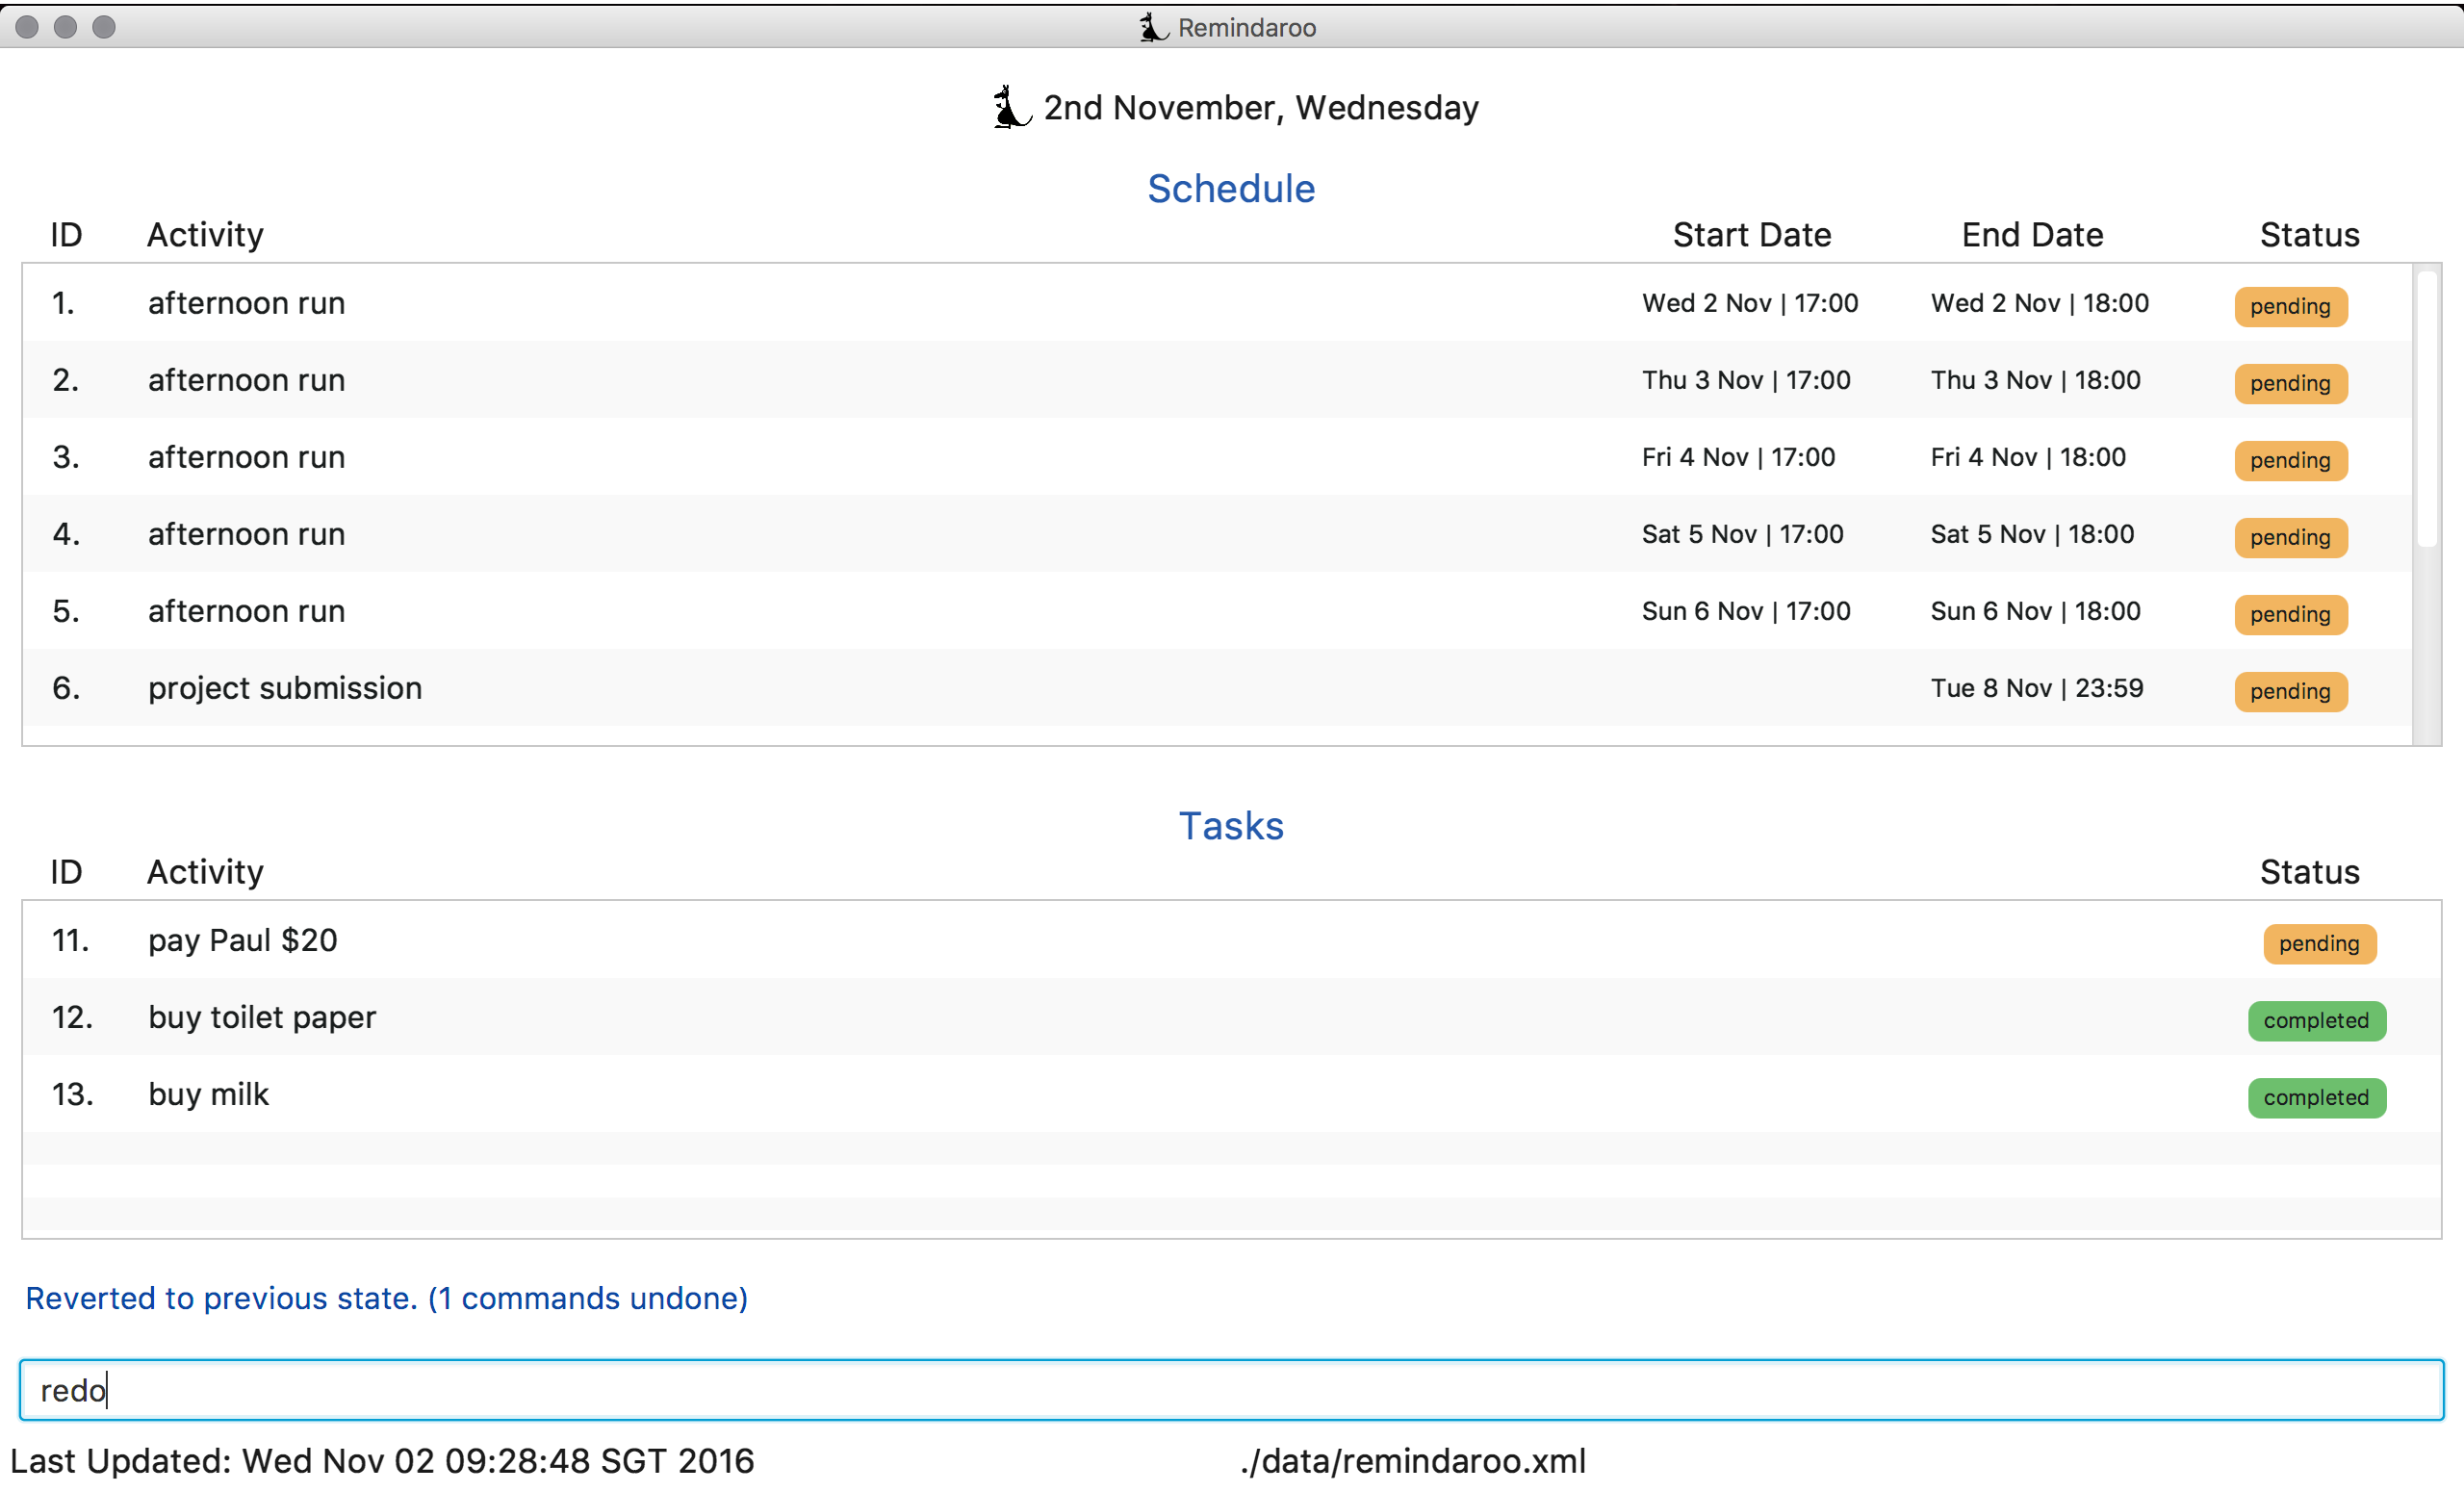 Remindaroo
2nd November, Wednesday
Schedule
ID Activity Start Date End Date Status
1. afternoon run Wed 2 Nov | 17:00 Wed 2 Nov | 18:00 pending
2. afternoon run Thu 3 Nov | 17:00 Thu 3 Nov | 18:00 pending
3. afternoon run Fri 4 Nov | 17:00 Fri 4 Nov | 18:00 pending
4. afternoon run Sat 5 Nov | 17:00 Sat 5 Nov | 18:00 pending
5. afternoon run Sun 6 Nov | 17:00 Sun 6 Nov | 18:00 pending
6. project submission Tue 8 Nov | 23:59 pending
Tasks
ID Activity Status
11. pay Paul $20 pending
12. buy toilet paper completed
13. buy milk completed
Reverted to previous state. (1 commands undone)
redo
Last Updated: Wed Nov 02 09:28:48 SGT 2016 ./data/remindaroo.xml